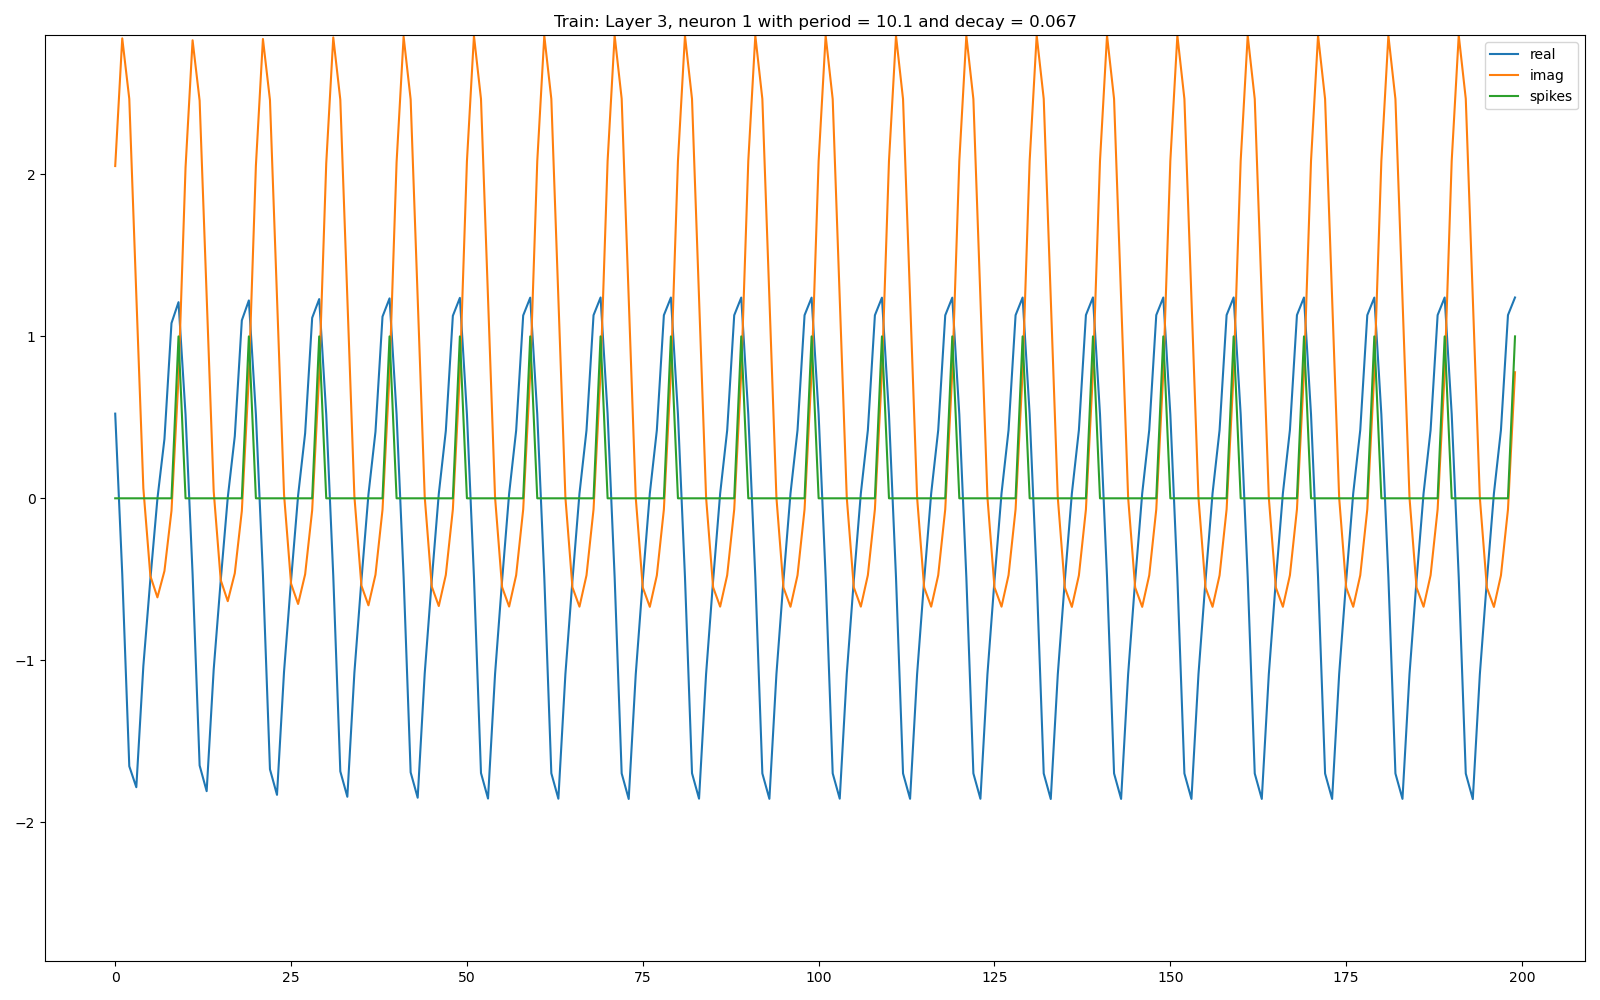 Train: Layer 3, neuron 1 with period = 10.1 and decay = 0.067
real
imag
spikes
2
1
0
−1
−2
0 25 50 75 100 125 150 175 200